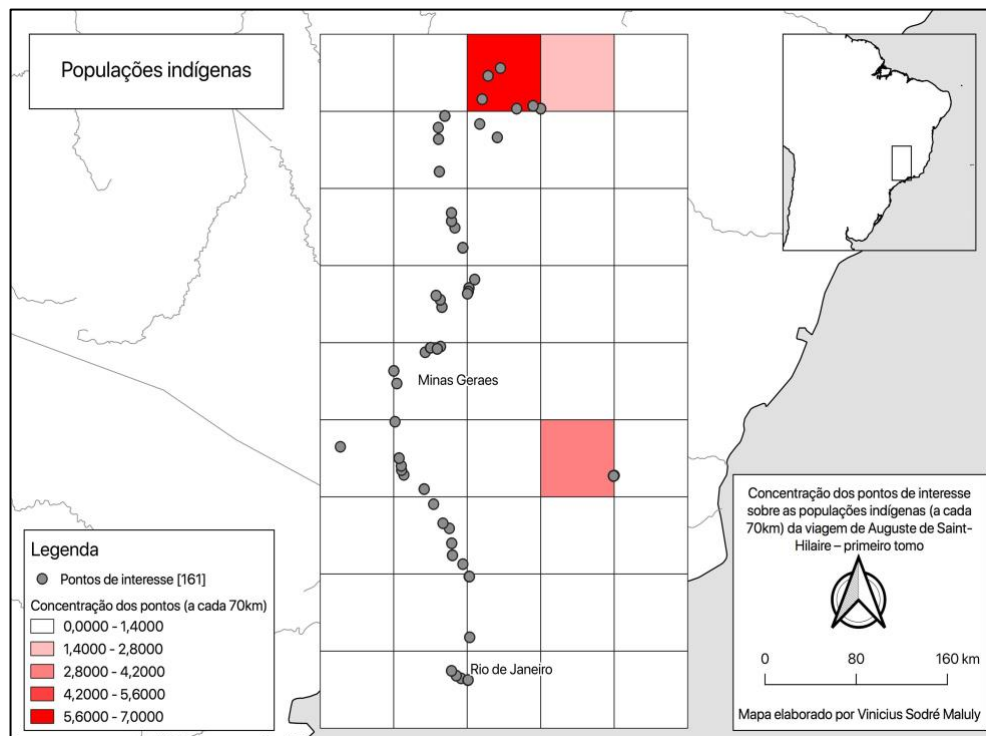 Populações indígenas
Minas Geraes
Rio de Janeiro
Legenda
Pontos de interesse [161]
Concentração dos pontos (a cada 70km)
0,0000 - 1,4000
1,4000 - 2,8000
2,8000 - 4,2000
4,2000 - 5,6000
5,6000 - 7,0000
Concentração dos pontos de interesse
sobre as populações indígenas (a cada
70km) da viagem de Auguste de Saint-
Hilaire – primeiro tomo
0 80 160 km
Mapa elaborado por Vinicius Sodré Maluly